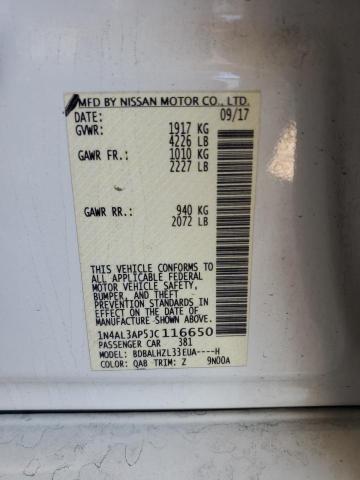 MFD BY NISSAN MOTOR CO., LTD.
DATE: 09/17
GVWR: 1917 KG
4226 LB
GAWR FR.: 1010 KG
2227 LB
GAWR RR.: 940 KG
2072 LB
THIS VEHICLE CONFORMS TO
ALL APPLICABLE FEDERAL MOTOR
VEHICLE SAFETY,
BUMPER, AND THEFT
PREVENTION STANDARDS
IN EFFECT ON THE DATE OF
MANUFACTURE SHOWN ABOVE.
1N4AL3AP5JC116650
PASSENGER CAR 381
MODEL: BDBALHZL33EUA----H
COLOR: QAB TRIM: Z 9N00A